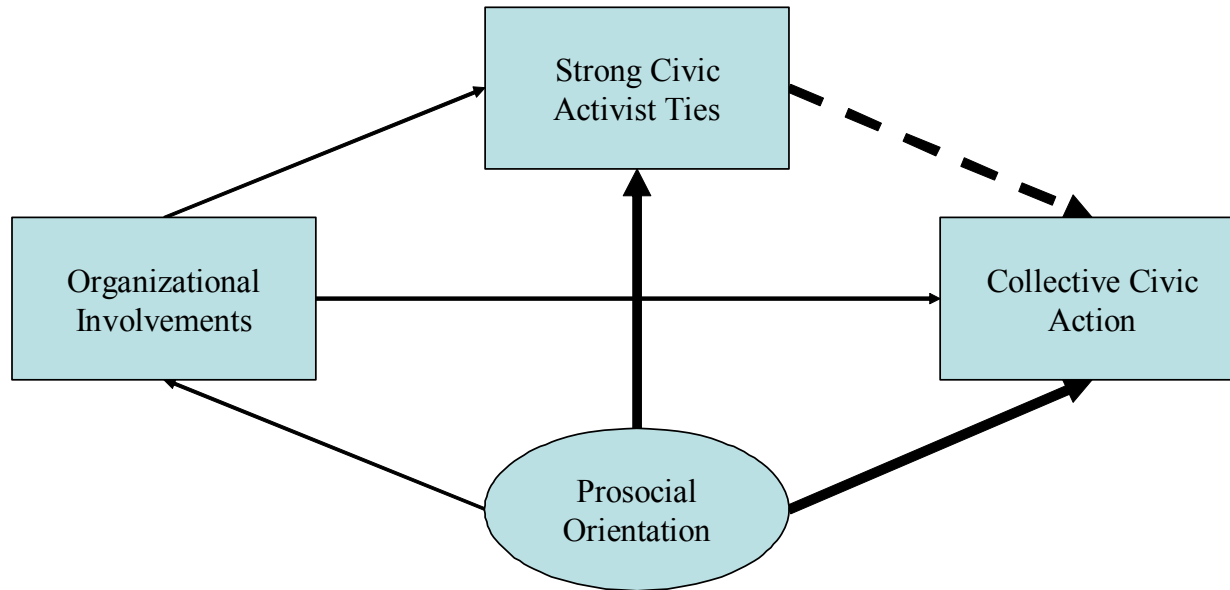 Strong Civic
Activist Ties
Organizational
Involvements
Collective Civic
Action
Prosocial
Orientation